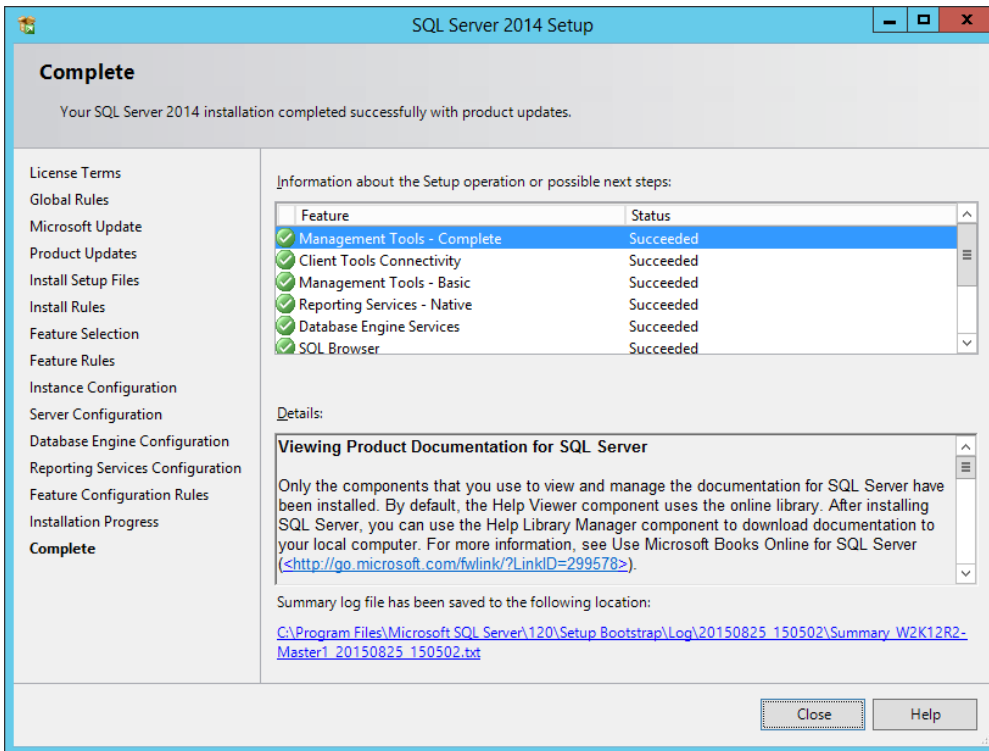 SQL Server 2014 Setup
Complete
Your SQL Server 2014 installation completed successfully with product updates.
License Terms
Global Rules
Microsoft Update
Product Updates
Install Setup Files
Install Rules
Feature Selection
Feature Rules
Instance Configuration
Server Configuration
Database Engine Configuration
Reporting Services Configuration
Feature Configuration Rules
Installation Progress
Complete
Information about the Setup operation or possible next steps:
Feature Status
Management Tools - Complete Succeeded
Client Tools Connectivity Succeeded
Management Tools - Basic Succeeded
Reporting Services - Native Succeeded
Database Engine Services Succeeded
SQL Browser Succeeded
Details:
Viewing Product Documentation for SQL Server
Only the components that you use to view and manage the documentation for SQL Server have
been installed. By default, the Help Viewer component uses the online library. After installing
SQL Server, you can use the Help Library Manager component to download documentation to
your local computer. For more information, see Use Microsoft Books Online for SQL Server
(<http://go.microsoft.com/fwlink/?LinkID=299578>).
Summary log file has been saved to the following location:
C:\Program Files\Microsoft SQL Server\120\Setup Bootstrap\Log\20150825_150502\Summary_W2K12R2-
Master1_20150825_150502.txt
Close Help